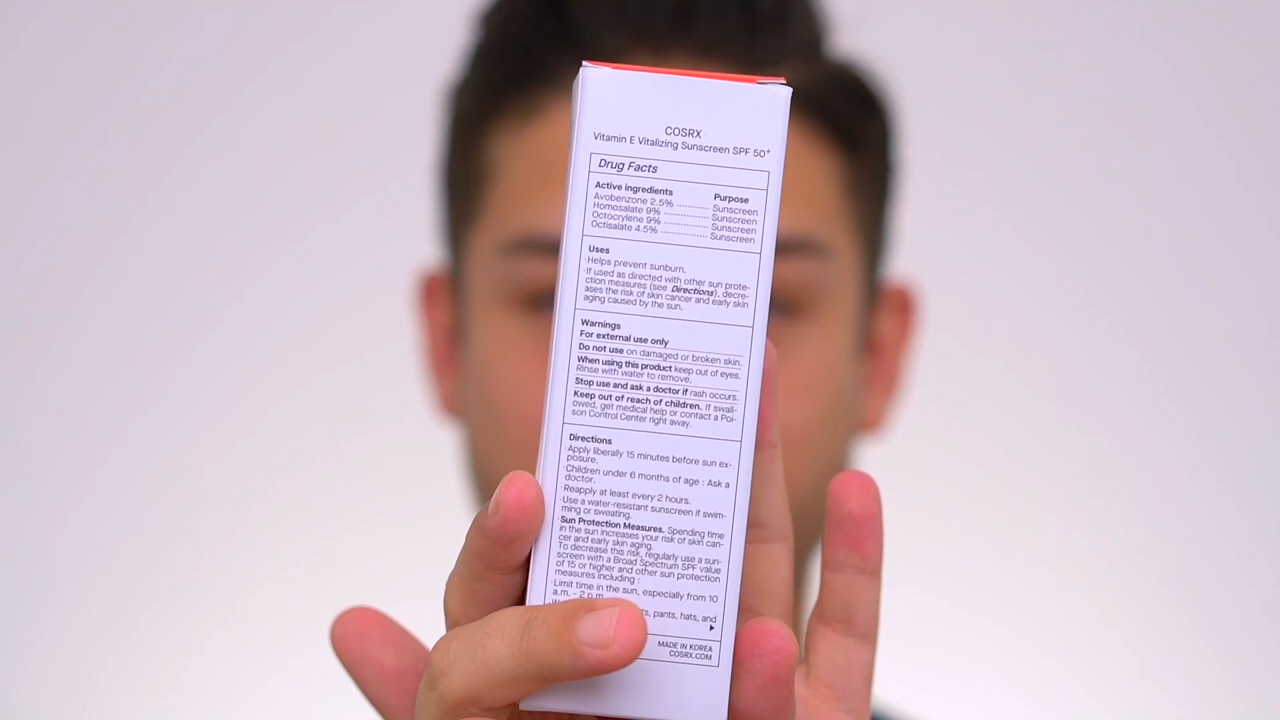 COSRX
Vitamin E Vitalizing Sunscreen SPF 50+
Drug Facts
Active ingredients Purpose
Avobenzone 2.5% ............ Sunscreen
Homosalate 9% ............... Sunscreen
Octocrylene 9% ............... Sunscreen
Octisalate 4.5% ............... Sunscreen
Uses
·Helps prevent sunburn.
·If used as directed with other sun prote-
ction measures (see Directions), decre-
ases the risk of skin cancer and early skin
aging caused by the sun.
Warnings
For external use only
Do not use on damaged or broken skin.
When using this product keep out of eyes.
Rinse with water to remove.
Stop use and ask a doctor if rash occurs.
Keep out of reach of children. If swall-
owed, get medical help or contact a Poi-
son Control Center right away.
Directions
·Apply liberally 15 minutes before sun ex-
posure.
·Children under 6 months of age : Ask a
doctor.
·Reapply at least every 2 hours.
·Use a water-resistant sunscreen if swim-
ming or sweating.
·Sun Protection Measures. Spending time
in the sun increases your risk of skin can-
cer and early skin aging.
To decrease this risk, regularly use a sun-
screen with a Broad Spectrum SPF value
of 15 or higher and other sun protection
measures including :
·Limit time in the sun, especially from 10
a.m. - 2 p.m.
pants, hats, and
MADE IN KOREA
COSRX.COM